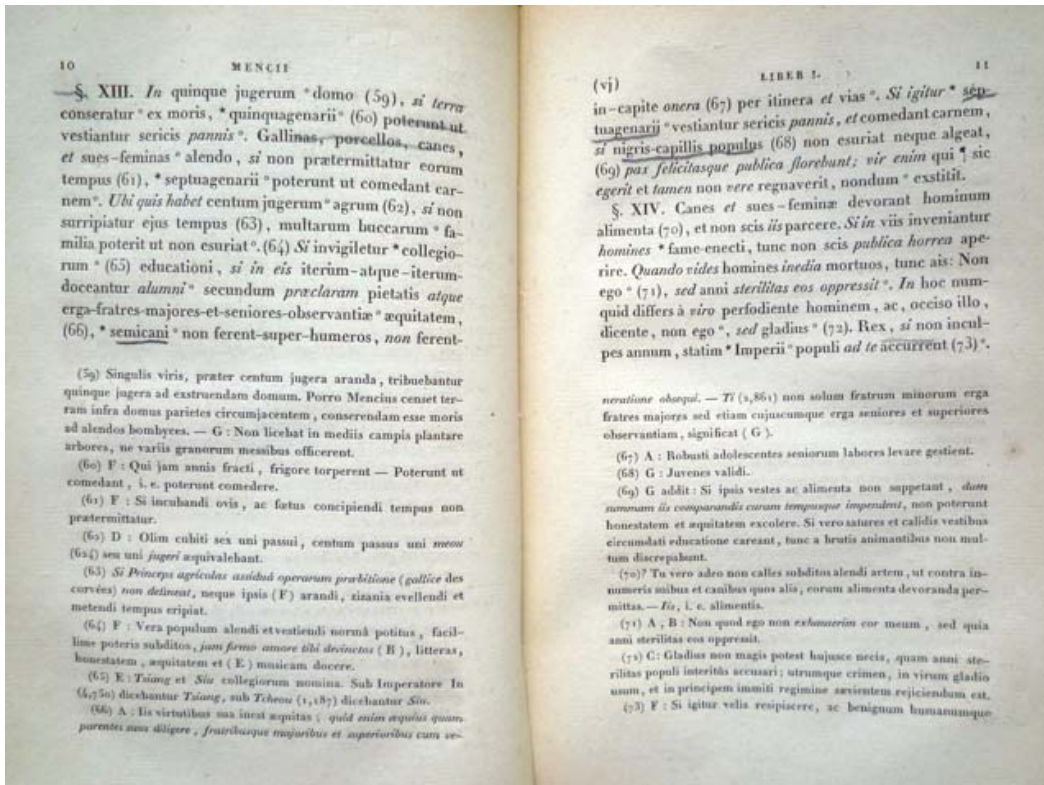 10
MENCII
§. XIII. In quinque jugerum ° domo (59), si terra
conseratur ° ex moris, * quinquagenarii ° (60) poterunt ut
vestiantur sericis pannis °. Gallinas, porcellos, canes,
et sues-feminas ° alendo, si non prætermittatur eorum
tempus (61), * septuagenarii ° poterunt ut comedant car-
nem °. Ubi quis habet centum jugerum ° agrum (62), si non
surripiatur ejus tempus (63), multarum buccarum ° fa-
milia poterit ut non esuriat °. (64) Si invigiletur * collegio-
rum ° (65) educationi, si in eis iterùm-atque-iterum-
doceantur alumni ° secundum præclaram pietatis atque
erga-fratres-majores-et-seniores-observantiæ ° æquitatem,
(66), * semicani ° non ferent-super-humeros, non ferent-
(59) Singulis viris, præter centum jugera aranda, tribuebantur
quinque jugera ad exstruendam domum. Porro Mencius censet ter-
ram infra domus parietes circumjacentem, conserendam esse moris
ad alendos bombyces. — G : Non licebat in mediis campis plantare
arbores, ne variis granorum messibus officerent.
(60) F : Qui jam annis fracti, frigore torperent — Poterunt ut
comedant, i. e. poterunt comedere.
(61) F : Si incubandi ovis, ac fœtus concipiendi tempus non
prætermittatur.
(62) D : Olim cubiti sex uni passui, centum passus uni meou
(624) seu uni jugeri æquivalebant.
(63) Si Princeps agricolas assiduâ operarum præbitione (gallice des
corvées) non detineat, neque ipsis (F) arandi, zizania evellendi et
metendi tempus eripiat.
(64) F : Vera populum alendi et vestiendi normâ potitus, facil-
lime poteris subditos, jam firmo amore tibi devinctos (B), litteras,
honestatem, æquitatem et (E) musicam docere.
(65) E : Tsiang et Siu collegiorum nomina. Sub Imperatore In
(4,750) dicebantur Tsiang, sub Tcheou (1,187) dicebantur Siu.
(66) A : Iis virtutibus sua inest æquitas ; quid enim æquius quam
parentes suos diligere, fratribusque majoribus et superioribus cum ve-
(vj)
LIBER I.
11
in-capite onera (67) per itinera et vias °. Si igitur * sep-
tuagenarij ° vestiantur sericis pannis, et comedant carnem,
si nigris-capillis populus (68) non esuriat neque algeat,
(69) pax felicitasque publica florebunt; vir enim qui ¶ sic
egerit et tamen non vere regnaverit, nondum ° exstitit.
§. XIV. Canes et sues-feminæ devorant hominum
alimenta (70), et non scis iis parcere. Si in viis inveniantur
homines * fame-enecti, tunc non scis publica horrea ape-
rire. Quando vides homines inedia mortuos, tunc ais: Non
ego ° (71), sed anni sterilitas eos oppressit °. In hoc num-
quid differs à viro perfodiente hominem, ac, occiso illo,
dicente, non ego °, sed gladius ° (72). Rex, si non incul-
pes annum, statim * Imperii ° populi ad te accurrent (73) °.
neratione obsequi. — Ti (2,861) non solum fratrum minorum erga
fratres majores sed etiam cujuscumque erga seniores et superiores
observantiam, significat (G).
(67) A : Robusti adolescentes seniorum labores levare gestient.
(68) G : Juvenes validi.
(69) G addit : Si ipsis vestes ac alimenta non suppetant, dum
summam iis comparandis curam tempusque impendent, non poterunt
honestatem et æquitatem excolere. Si vero satures et calidis vestibus
circumdati educatione careant, tunc a brutis animantibus non mul-
tum discrepabunt.
(70)? Tu vero adeo non calles subditos alendi artem, ut contra in-
numeris suibus et canibus quos alis, eorum alimenta devoranda per-
mittas. — Iis, i. e. alimentis.
(71) A, B : Non quod ego non exhauserim cor meum, sed quia
anni sterilitas eos oppressit.
(72) C : Gladius non magis potest hujusce necis, quam anni ste-
rilitas populi interitûs accusari; utrumque crimen, in virum gladio
usum, et in principem immiti regimine sævientem rejiciendum est.
(73) F : Si igitur velis resipiscere, ac benignum humanumque